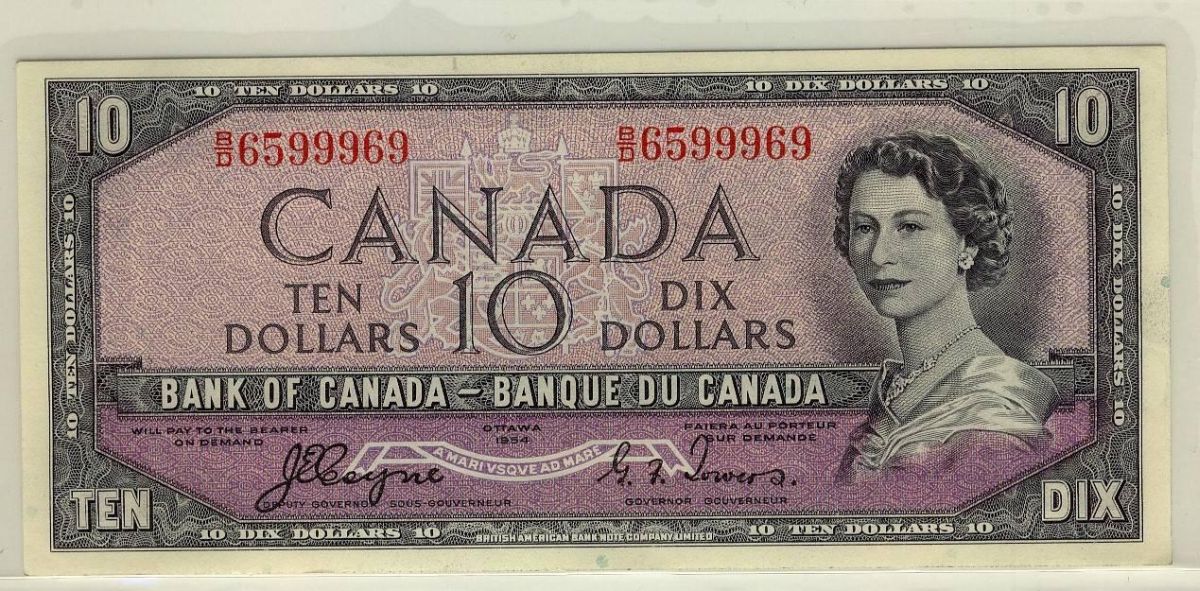 10 TEN DOLLARS 10
10 DIX DOLLARS 10
10
10
B/D 6599969
B/D 6599969
CANADA
TEN DOLLARS
10
DIX DOLLARS
10 TEN DOLLARS 10
10 DIX DOLLARS 10
BANK OF CANADA – BANQUE DU CANADA
WILL PAY TO THE BEARER
ON DEMAND
OTTAWA
1954
PAIERA AU PORTEUR
SUR DEMANDE
A MARI VSQVE AD MARE
J E Coyne
G. F. Towers.
DEPUTY GOVERNOR SOUS-GOUVERNEUR
GOVERNOR GOUVERNEUR
TEN
DIX
10 DIX DOLLARS 10
10 TEN DOLLARS 10
BRITISH AMERICAN BANK NOTE COMPANY LIMITED